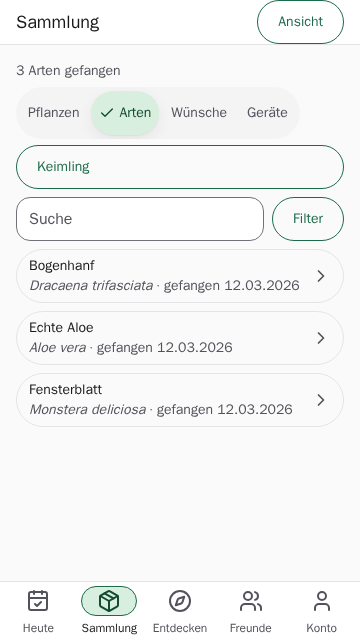 Sammlung
Ansicht
3 Arten gefangen
Pflanzen
Arten
Wünsche
Geräte
Keimling
Suche
Filter
Bogenhanf
Dracaena trifasciata · gefangen 12.03.2026
Echte Aloe
Aloe vera · gefangen 12.03.2026
Fensterblatt
Monstera deliciosa · gefangen 12.03.2026
Heute
Sammlung
Entdecken
Freunde
Konto